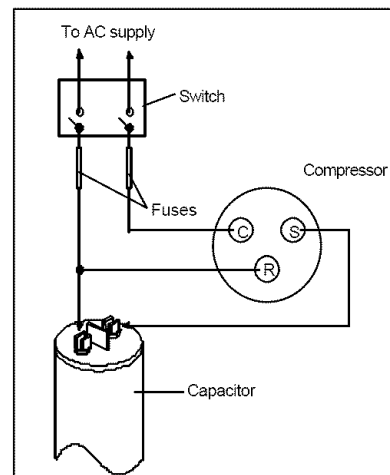 To AC supply
Switch
Compressor
Fuses
C
S
R
Capacitor